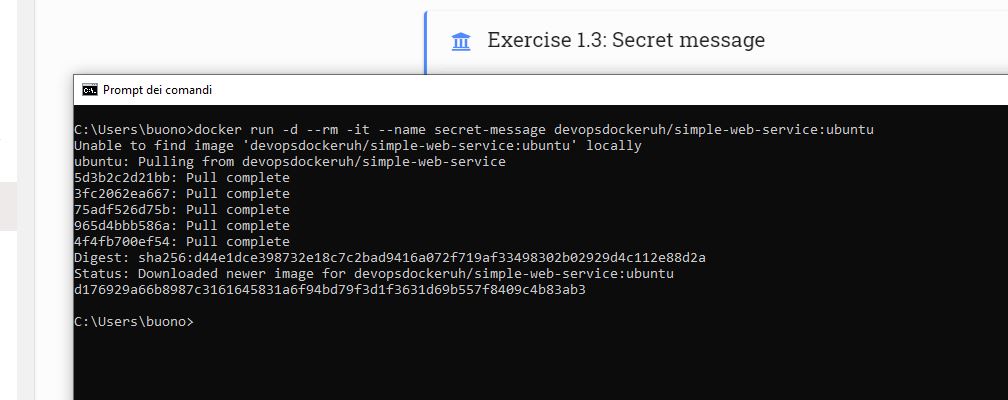 Exercise 1.3: Secret message
Prompt dei comandi
C:\Users\buono>docker run -d --rm -it --name secret-message devopsdockeruh/simple-web-service:ubuntu
Unable to find image 'devopsdockeruh/simple-web-service:ubuntu' locally
ubuntu: Pulling from devopsdockeruh/simple-web-service
5d3b2c2d21bb: Pull complete
3fc2062ea667: Pull complete
75adf526d75b: Pull complete
965d4bbb586a: Pull complete
4f4fb700ef54: Pull complete
Digest: sha256:d44e1dce398732e18c7c2bad9416a072f719af33498302b02929d4c112e88d2a
Status: Downloaded newer image for devopsdockeruh/simple-web-service:ubuntu
d176929a66b8987c3161645831a6f94bd79f3d1f3631d69b557f8409c4b83ab3
C:\Users\buono>